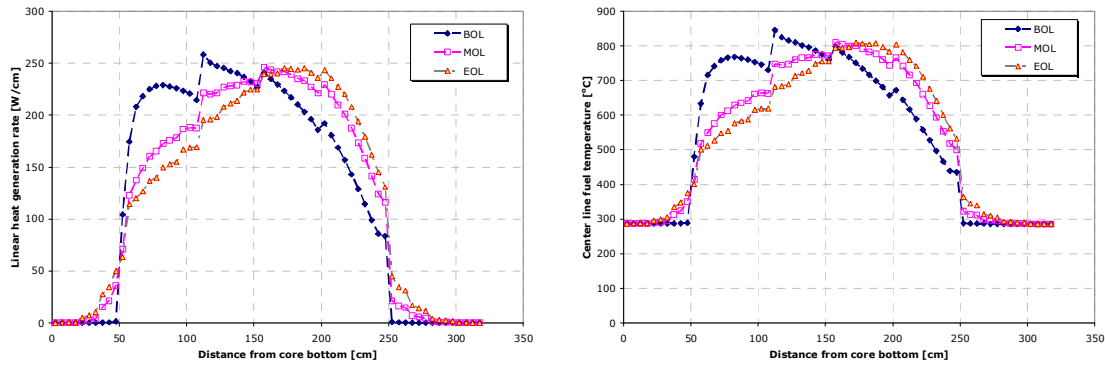 300
250
200
150
100
50
0
0 50 100 150 200 250 300 350
Linear heat generation rate [W/cm]
Distance from core bottom [cm]
BOL
MOL
EOL
900
800
700
600
500
400
300
200
100
0
0 50 100 150 200 250 300 350
Center line fuel temperature [°C]
Distance from core bottom [cm]
BOL
MOL
EOL